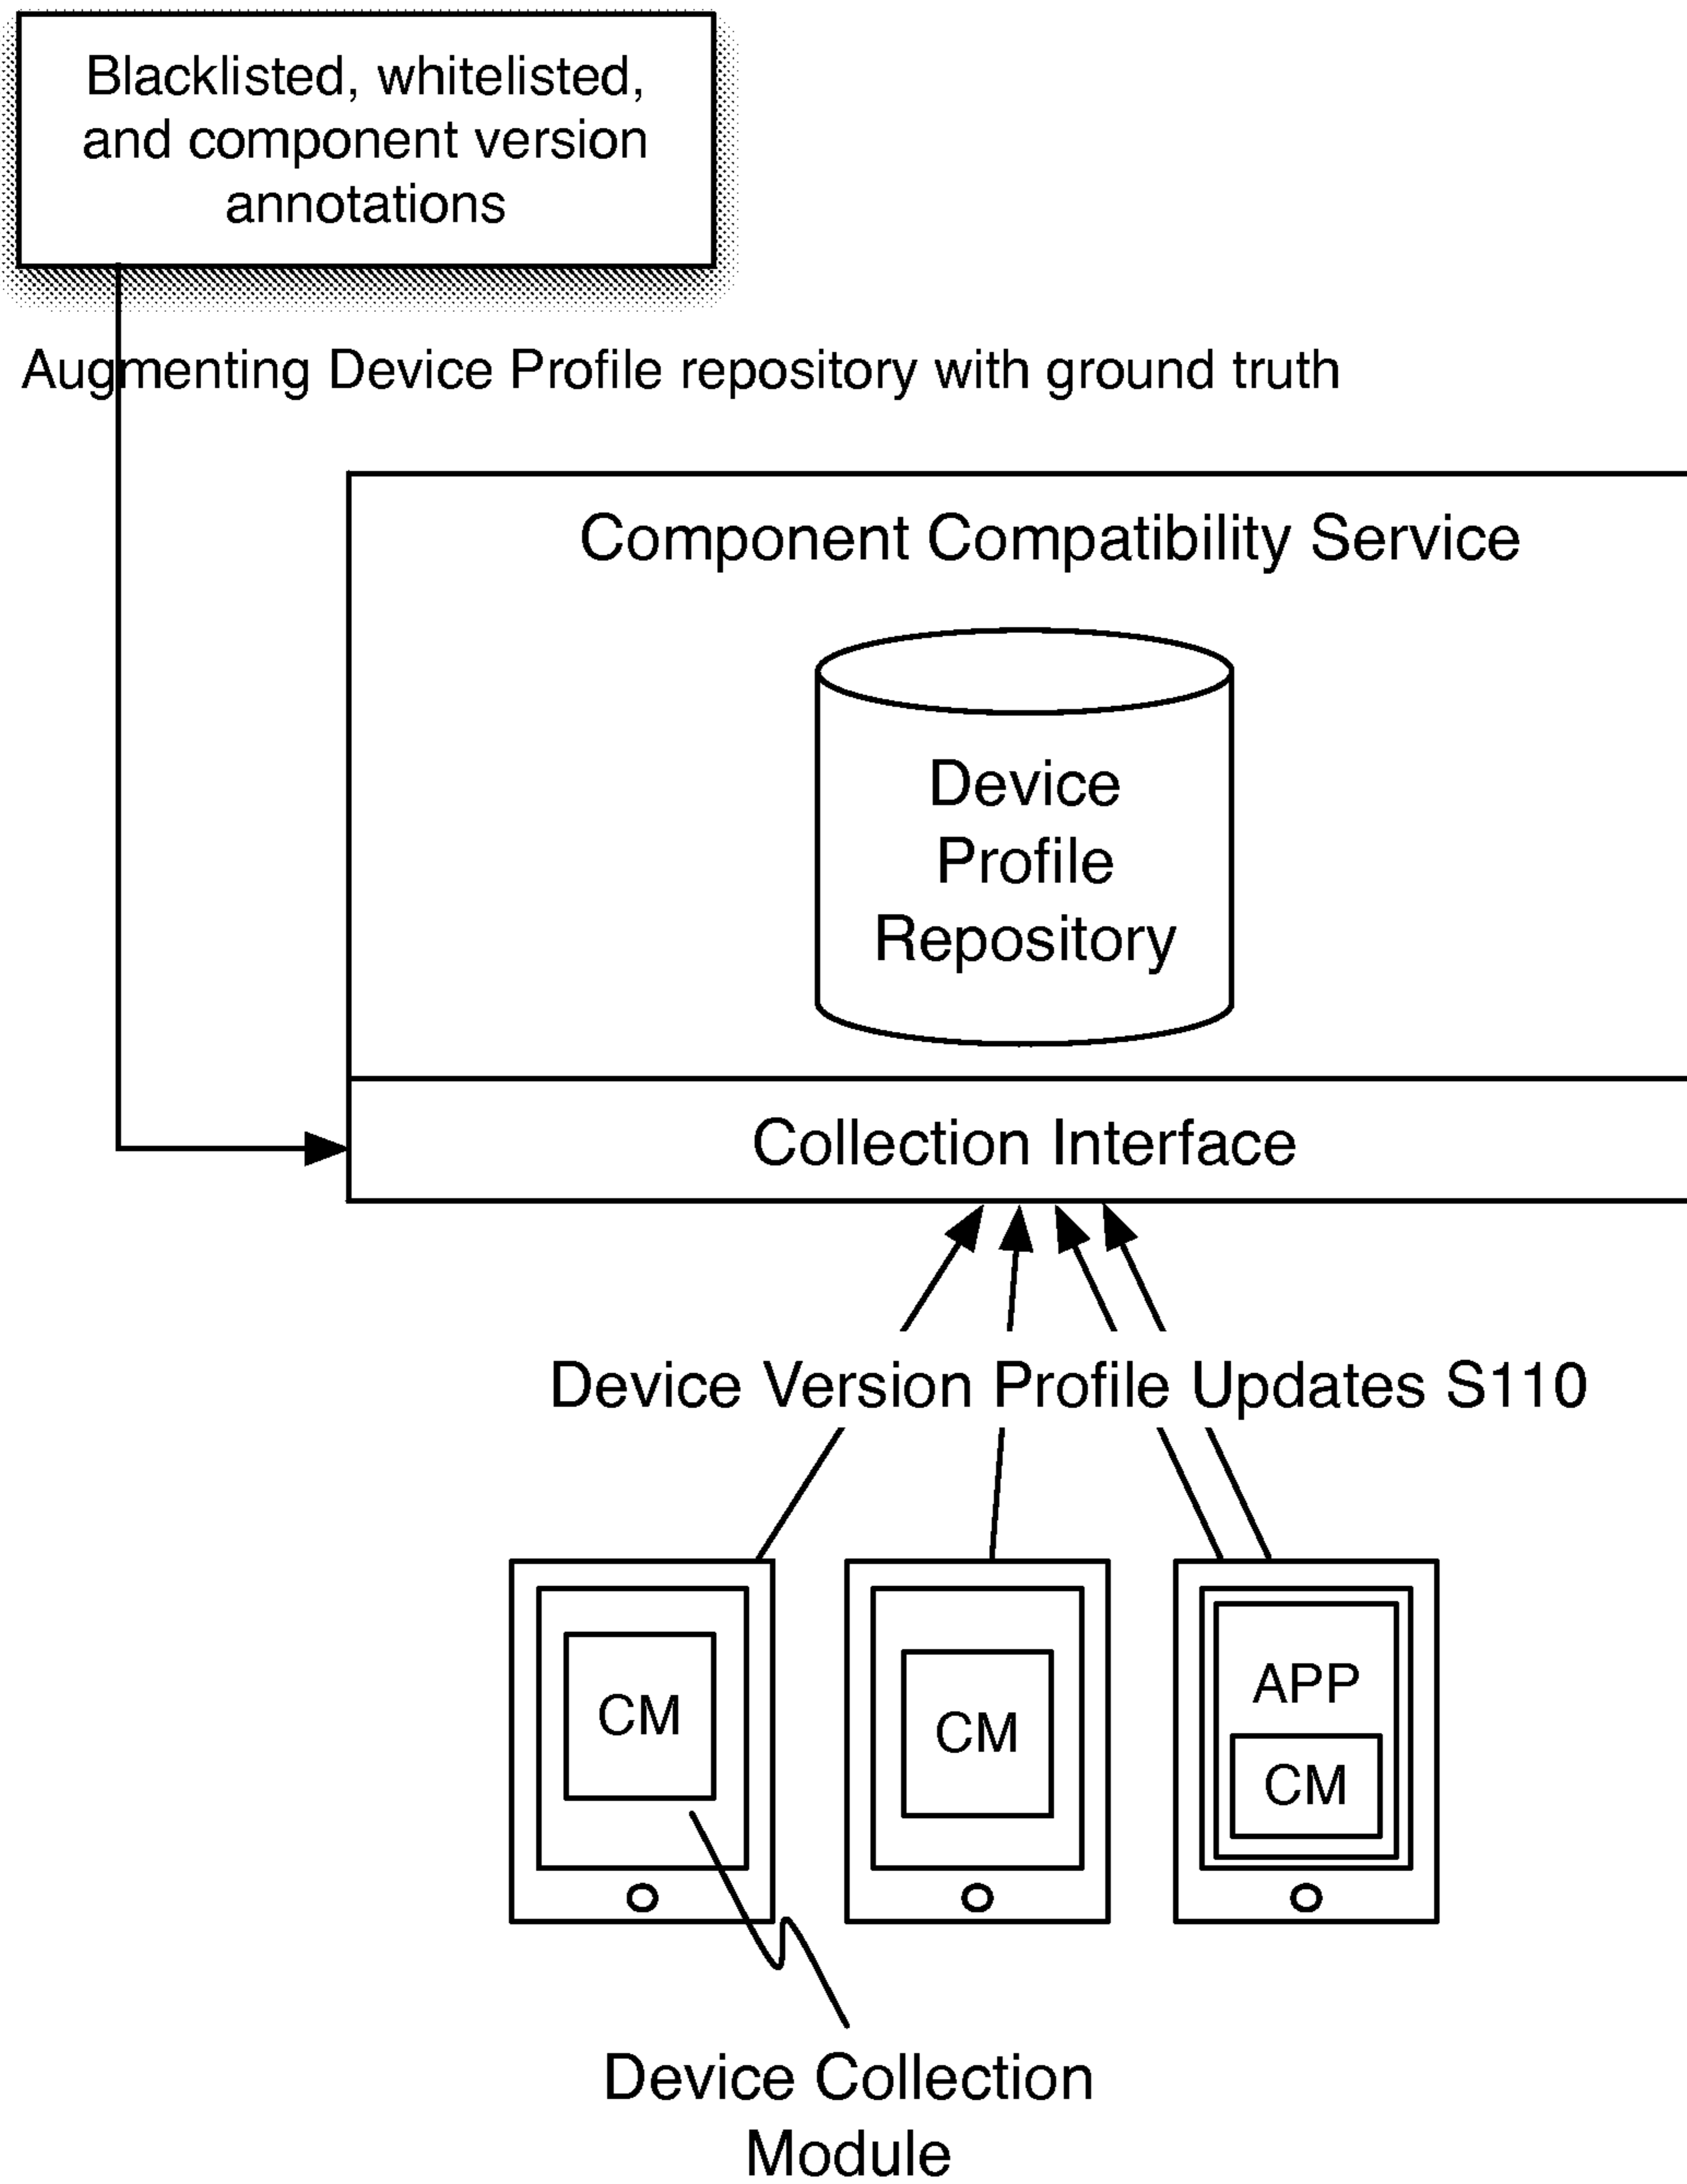 Blacklisted, whitelisted,
and component version
annotations
Augmenting Device Profile repository with ground truth
Component Compatibility Service
Device
Profile
Repository
Collection Interface
Device Version Profile Updates S110
CM
CM
APP
CM
Device Collection
Module